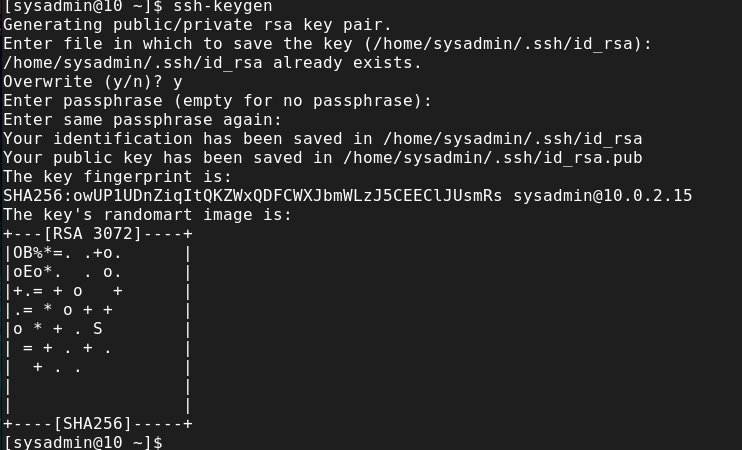 [sysadmin@10 ~]$ ssh-keygen
Generating public/private rsa key pair.
Enter file in which to save the key (/home/sysadmin/.ssh/id_rsa):
/home/sysadmin/.ssh/id_rsa already exists.
Overwrite (y/n)? y
Enter passphrase (empty for no passphrase):
Enter same passphrase again:
Your identification has been saved in /home/sysadmin/.ssh/id_rsa
Your public key has been saved in /home/sysadmin/.ssh/id_rsa.pub
The key fingerprint is:
SHA256:owUP1UDnZiqItQKZWxQDFCWXJbmWLzJ5CEEClJUsmRs sysadmin@10.0.2.15
The key's randomart image is:
+---[RSA 3072]----+
|OB%*=. .+o.      |
|oEo*.  . o.      |
|+.= + o   +      |
|.= * o + +       |
|o * + . S        |
| = + . + .       |
|  + . .          |
|                 |
|                 |
+----[SHA256]-----+
[sysadmin@10 ~]$